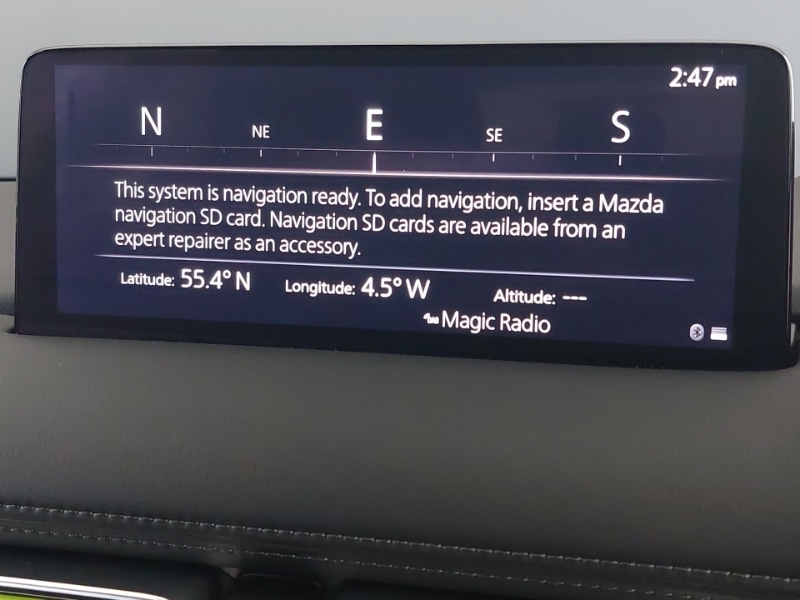 2:47 pm
N NE E SE S
This system is navigation ready. To add navigation, insert a Mazda
navigation SD card. Navigation SD cards are available from an
expert repairer as an accessory.
Latitude: 55.4° N Longitude: 4.5° W Altitude: ---
Magic Radio